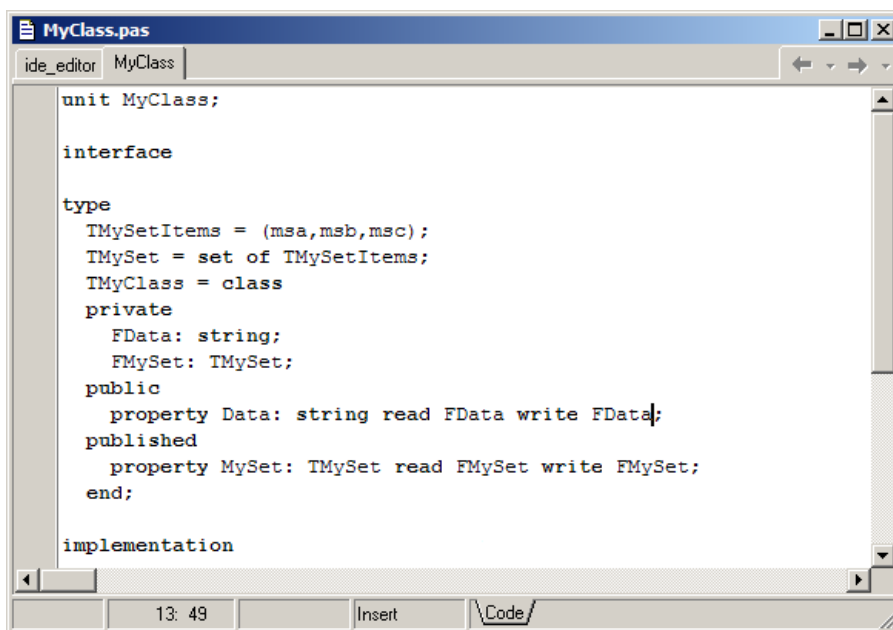 MyClass.pas
ide_editor MyClass
unit MyClass;
interface
type
TMySetItems = (msa,msb,msc);
TMySet = set of TMySetItems;
TMyClass = class
private
FData: string;
FMySet: TMySet;
public
property Data: string read FData write FData;
published
property MySet: TMySet read FMySet write FMySet;
end;
implementation
13: 49 Insert \Code/